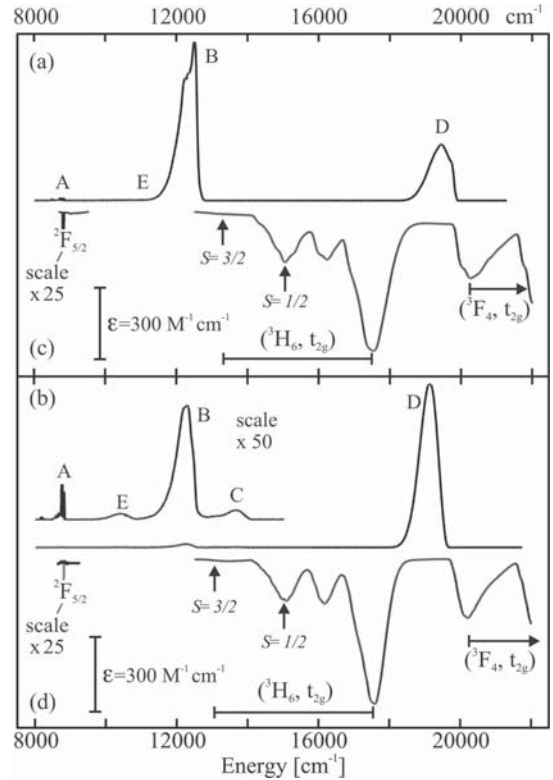 8000 12000 16000 20000 cm⁻¹
(a)
B
D
A
E
²F₅/₂
scale
x 25
S= 3/2
S= 1/2
ε=300 M⁻¹cm⁻¹
(³H₆, t₂g)
(³F₄, t₂g)
(c)
(b)
B
D
scale
x 50
A
E
C
²F₅/₂
scale
x 25
S= 3/2
S= 1/2
ε=300 M⁻¹cm⁻¹
(³H₆, t₂g)
(³F₄, t₂g)
(d)
8000 12000 16000 20000
Energy [cm⁻¹]